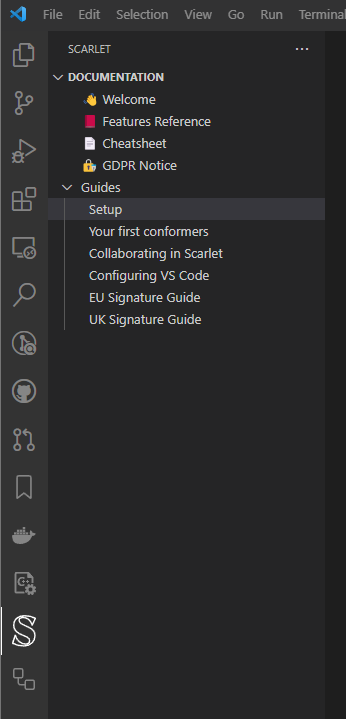 File Edit Selection View Go Run Terminal
SCARLET
DOCUMENTATION
Welcome
Features Reference
Cheatsheet
GDPR Notice
Guides
Setup
Your first conformers
Collaborating in Scarlet
Configuring VS Code
EU Signature Guide
UK Signature Guide